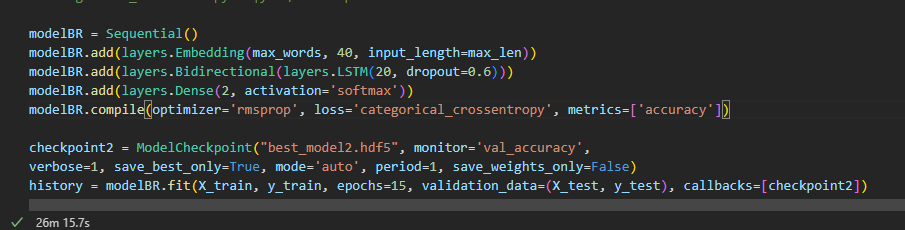 modelBR = Sequential()
modelBR.add(layers.Embedding(max_words, 40, input_length=max_len))
modelBR.add(layers.Bidirectional(layers.LSTM(20, dropout=0.6)))
modelBR.add(layers.Dense(2, activation='softmax'))
modelBR.compile(optimizer='rmsprop', loss='categorical_crossentropy', metrics=['accuracy'])
checkpoint2 = ModelCheckpoint("best_model2.hdf5", monitor='val_accuracy',
verbose=1, save_best_only=True, mode='auto', period=1, save_weights_only=False)
history = modelBR.fit(X_train, y_train, epochs=15, validation_data=(X_test, y_test), callbacks=[checkpoint2])
26m 15.7s